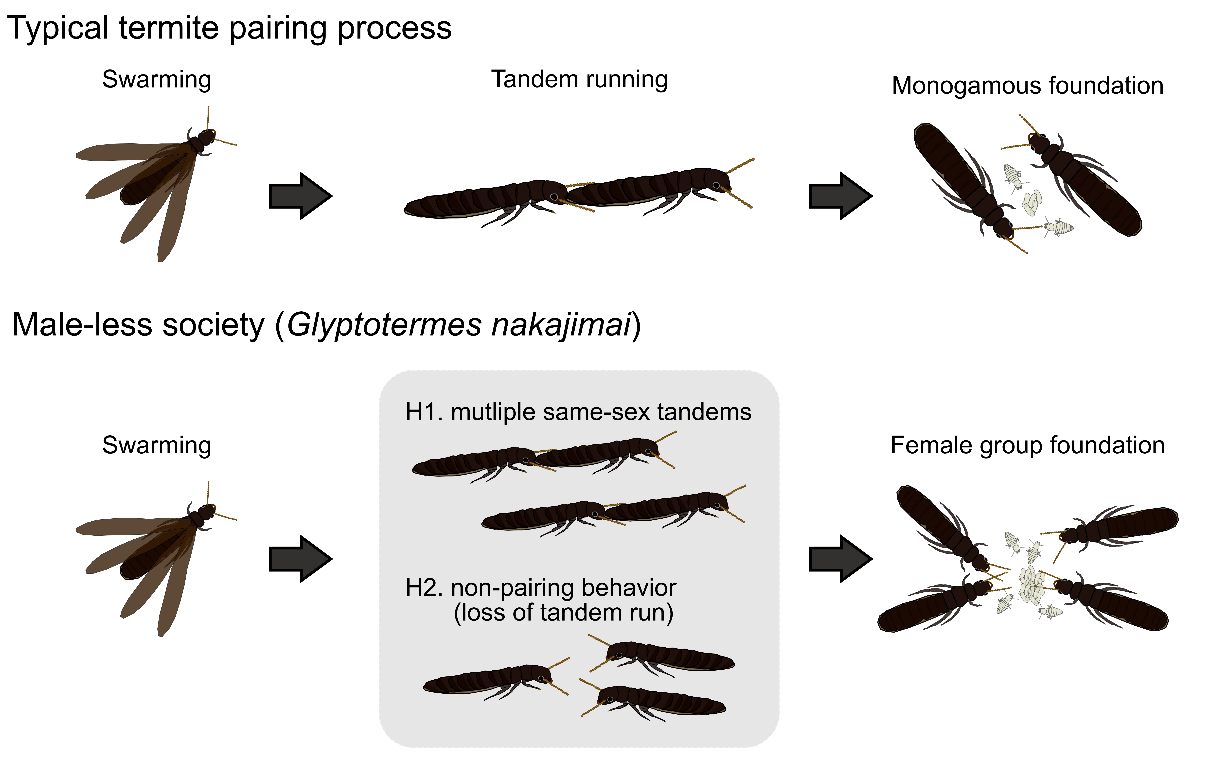 Typical termite pairing process
Swarming
Tandem running
Monogamous foundation
Male-less society (Glyptotermes nakajimai)
Swarming
H1. mutliple same-sex tandems
H2. non-pairing behavior
(loss of tandem run)
Female group foundation